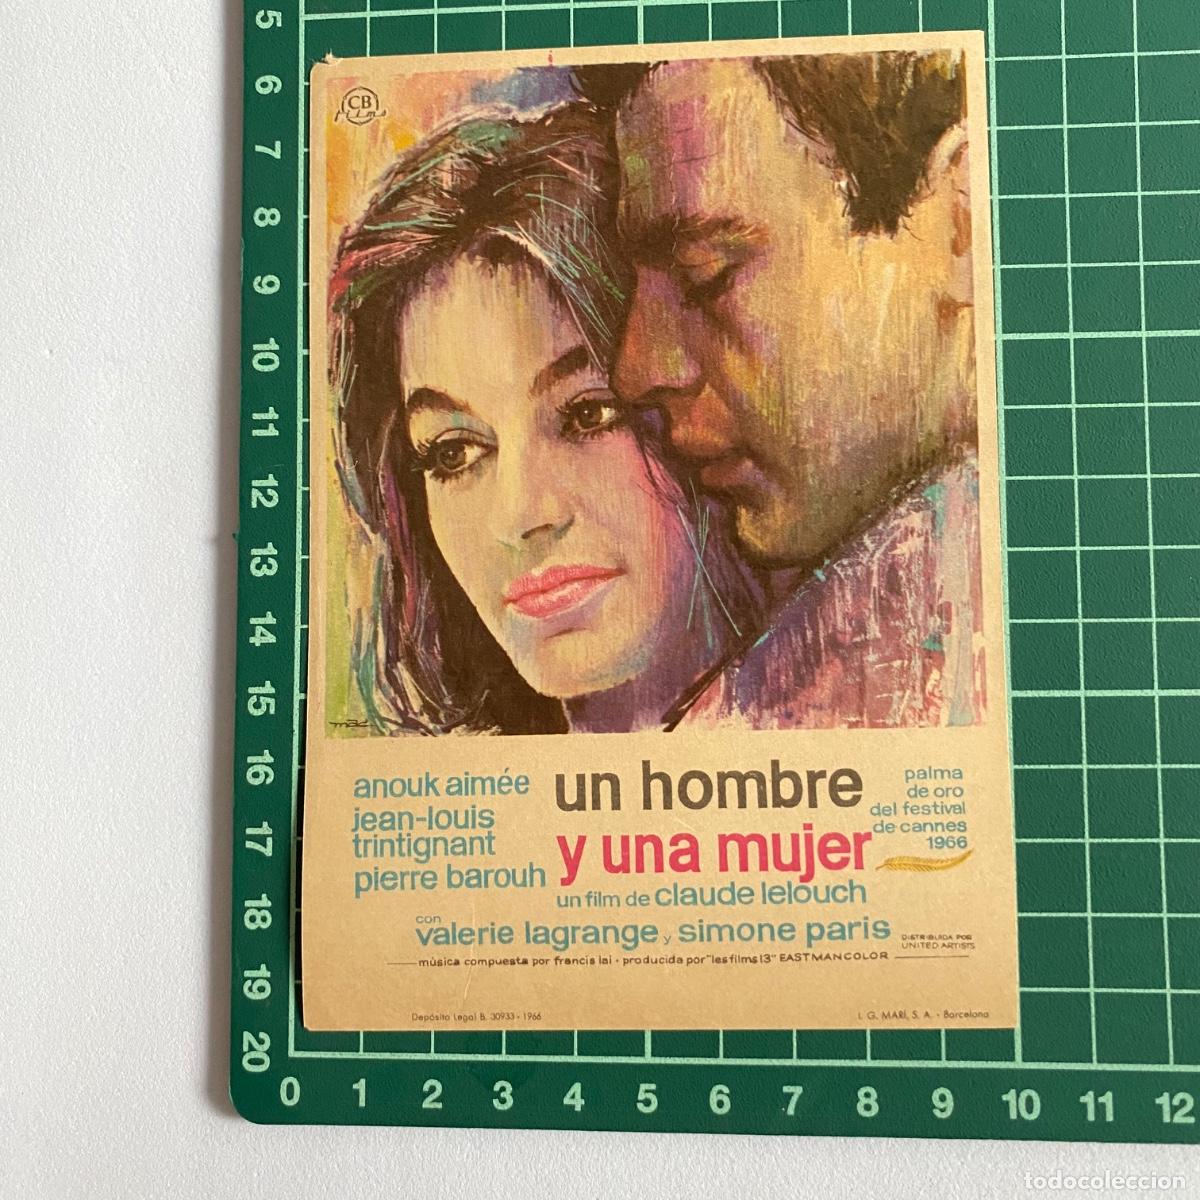 CB
films
mac
anouk aimée
jean-louis
trintignant
pierre barouh
un hombre
y una mujer
palma
de oro
del festival
de cannes
1966
un film de claude lelouch
con
valerie lagrange y simone paris
DISTRIBUIDA POR
UNITED ARTISTS
música compuesta por francis lai · producida por "les films 13" EASTMANCOLOR
Depósito Legal B. 30933 - 1966
I. G. MARÍ, S. A. - Barcelona
5
6
7
8
9
10
11
12
13
14
15
16
17
18
19
20
0 1 2 3 4 5 6 7 8 9 10 11 12
todocoleccion